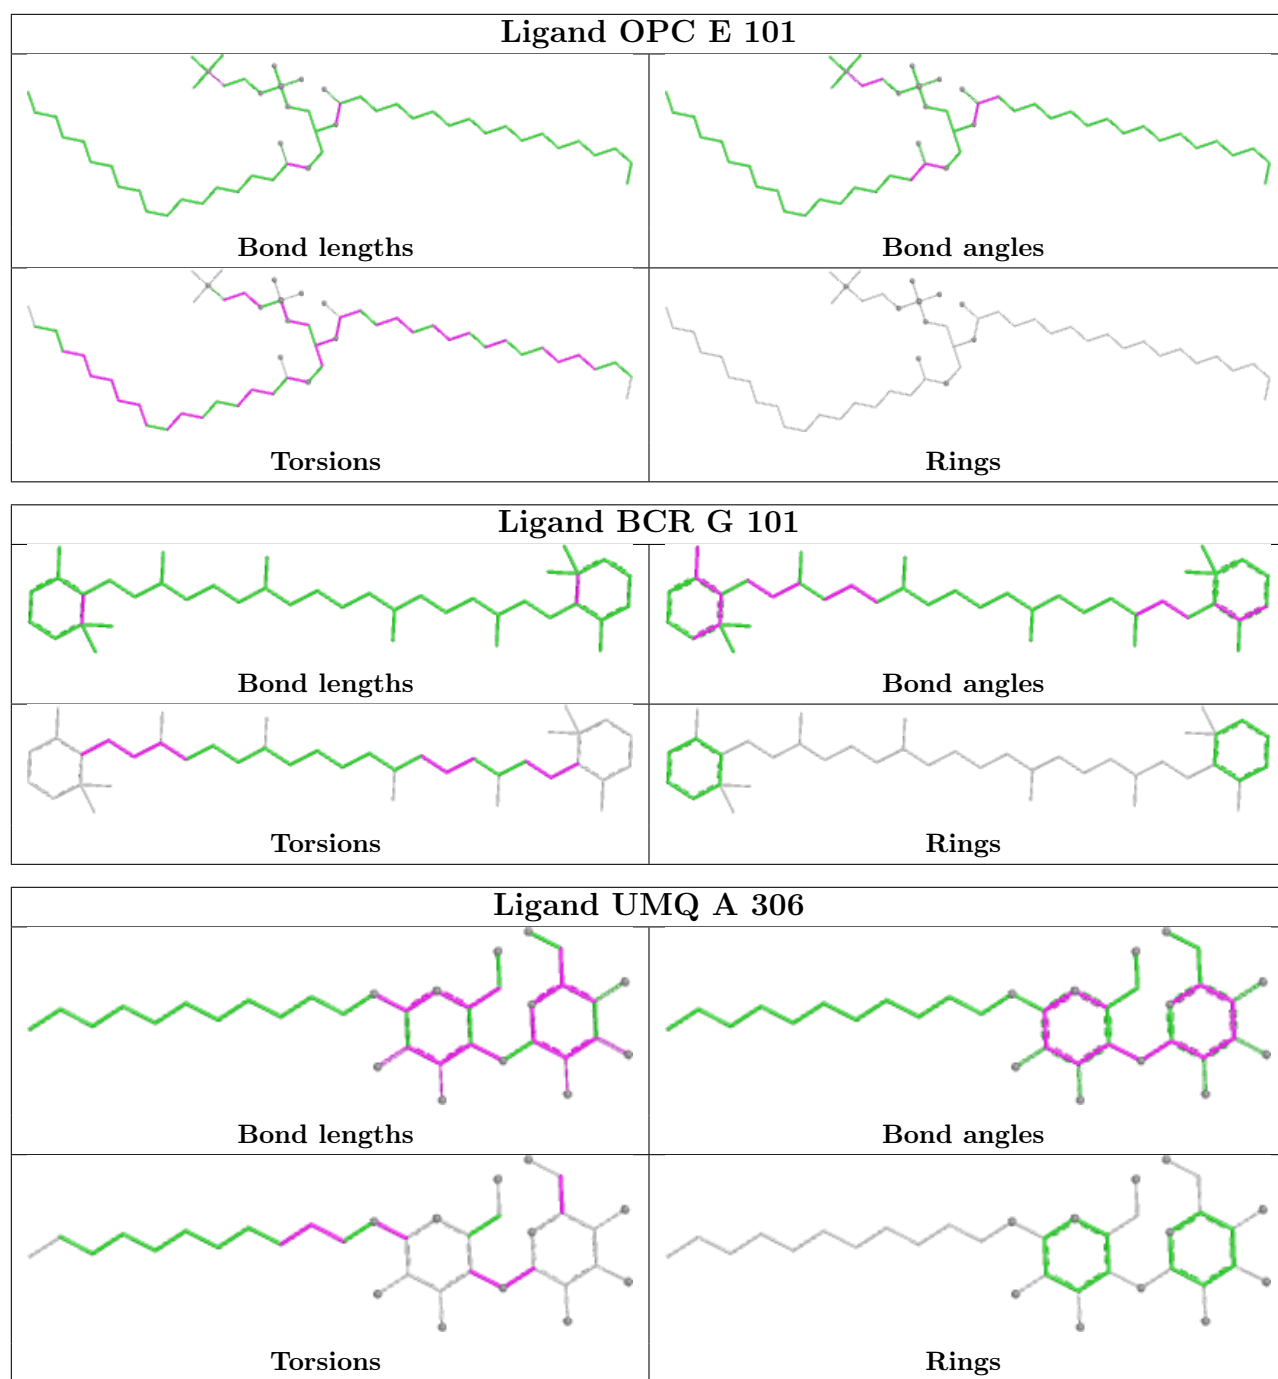 Ligand OPC E 101
Bond lengths
Bond angles
Torsions
Rings
Ligand BCR G 101
Bond lengths
Bond angles
Torsions
Rings
Ligand UMQ A 306
Bond lengths
Bond angles
Torsions
Rings